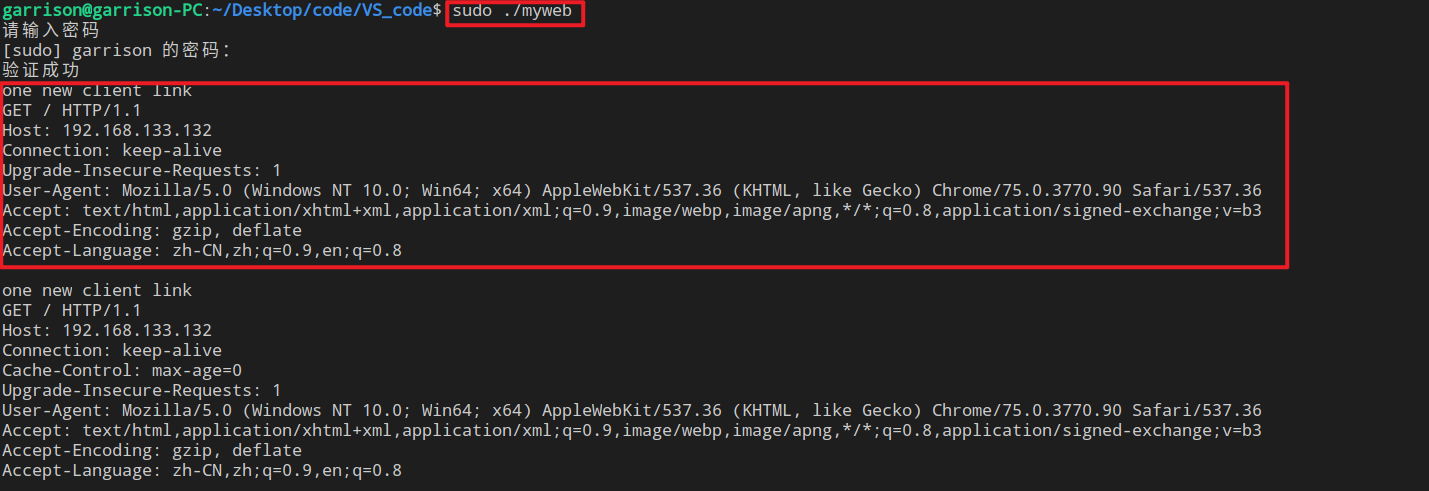 garrison@garrison-PC:~/Desktop/code/VS_code$ sudo ./myweb
请输入密码
[sudo] garrison 的密码：
验证成功
one new client link
GET / HTTP/1.1
Host: 192.168.133.132
Connection: keep-alive
Upgrade-Insecure-Requests: 1
User-Agent: Mozilla/5.0 (Windows NT 10.0; Win64; x64) AppleWebKit/537.36 (KHTML, like Gecko) Chrome/75.0.3770.90 Safari/537.36
Accept: text/html,application/xhtml+xml,application/xml;q=0.9,image/webp,image/apng,*/*;q=0.8,application/signed-exchange;v=b3
Accept-Encoding: gzip, deflate
Accept-Language: zh-CN,zh;q=0.9,en;q=0.8
one new client link
GET / HTTP/1.1
Host: 192.168.133.132
Connection: keep-alive
Cache-Control: max-age=0
Upgrade-Insecure-Requests: 1
User-Agent: Mozilla/5.0 (Windows NT 10.0; Win64; x64) AppleWebKit/537.36 (KHTML, like Gecko) Chrome/75.0.3770.90 Safari/537.36
Accept: text/html,application/xhtml+xml,application/xml;q=0.9,image/webp,image/apng,*/*;q=0.8,application/signed-exchange;v=b3
Accept-Encoding: gzip, deflate
Accept-Language: zh-CN,zh;q=0.9,en;q=0.8